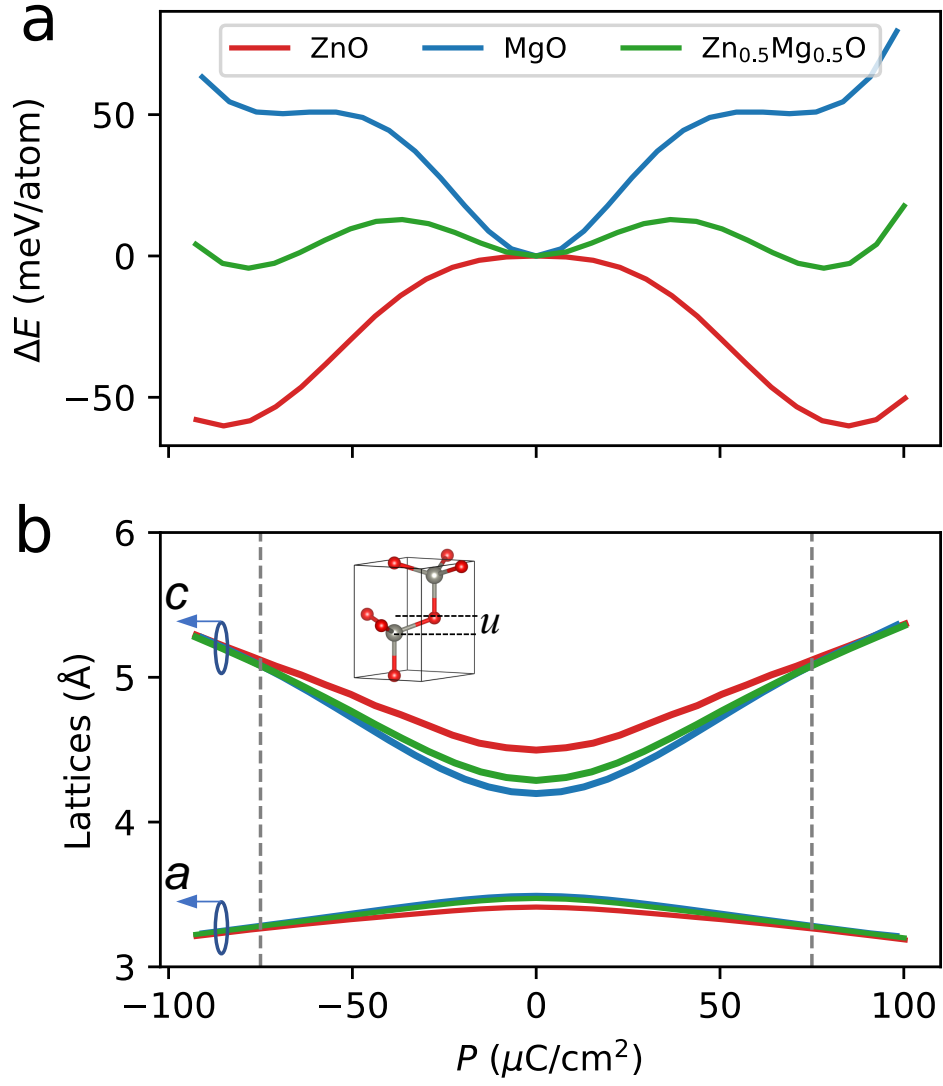 a
ZnO MgO Zn₀.₅Mg₀.₅O
50
0
−50
ΔE (meV/atom)
b
6
5
4
3
Lattices (Å)
c
u
a
−100 −50 0 50 100
P (μC/cm²)